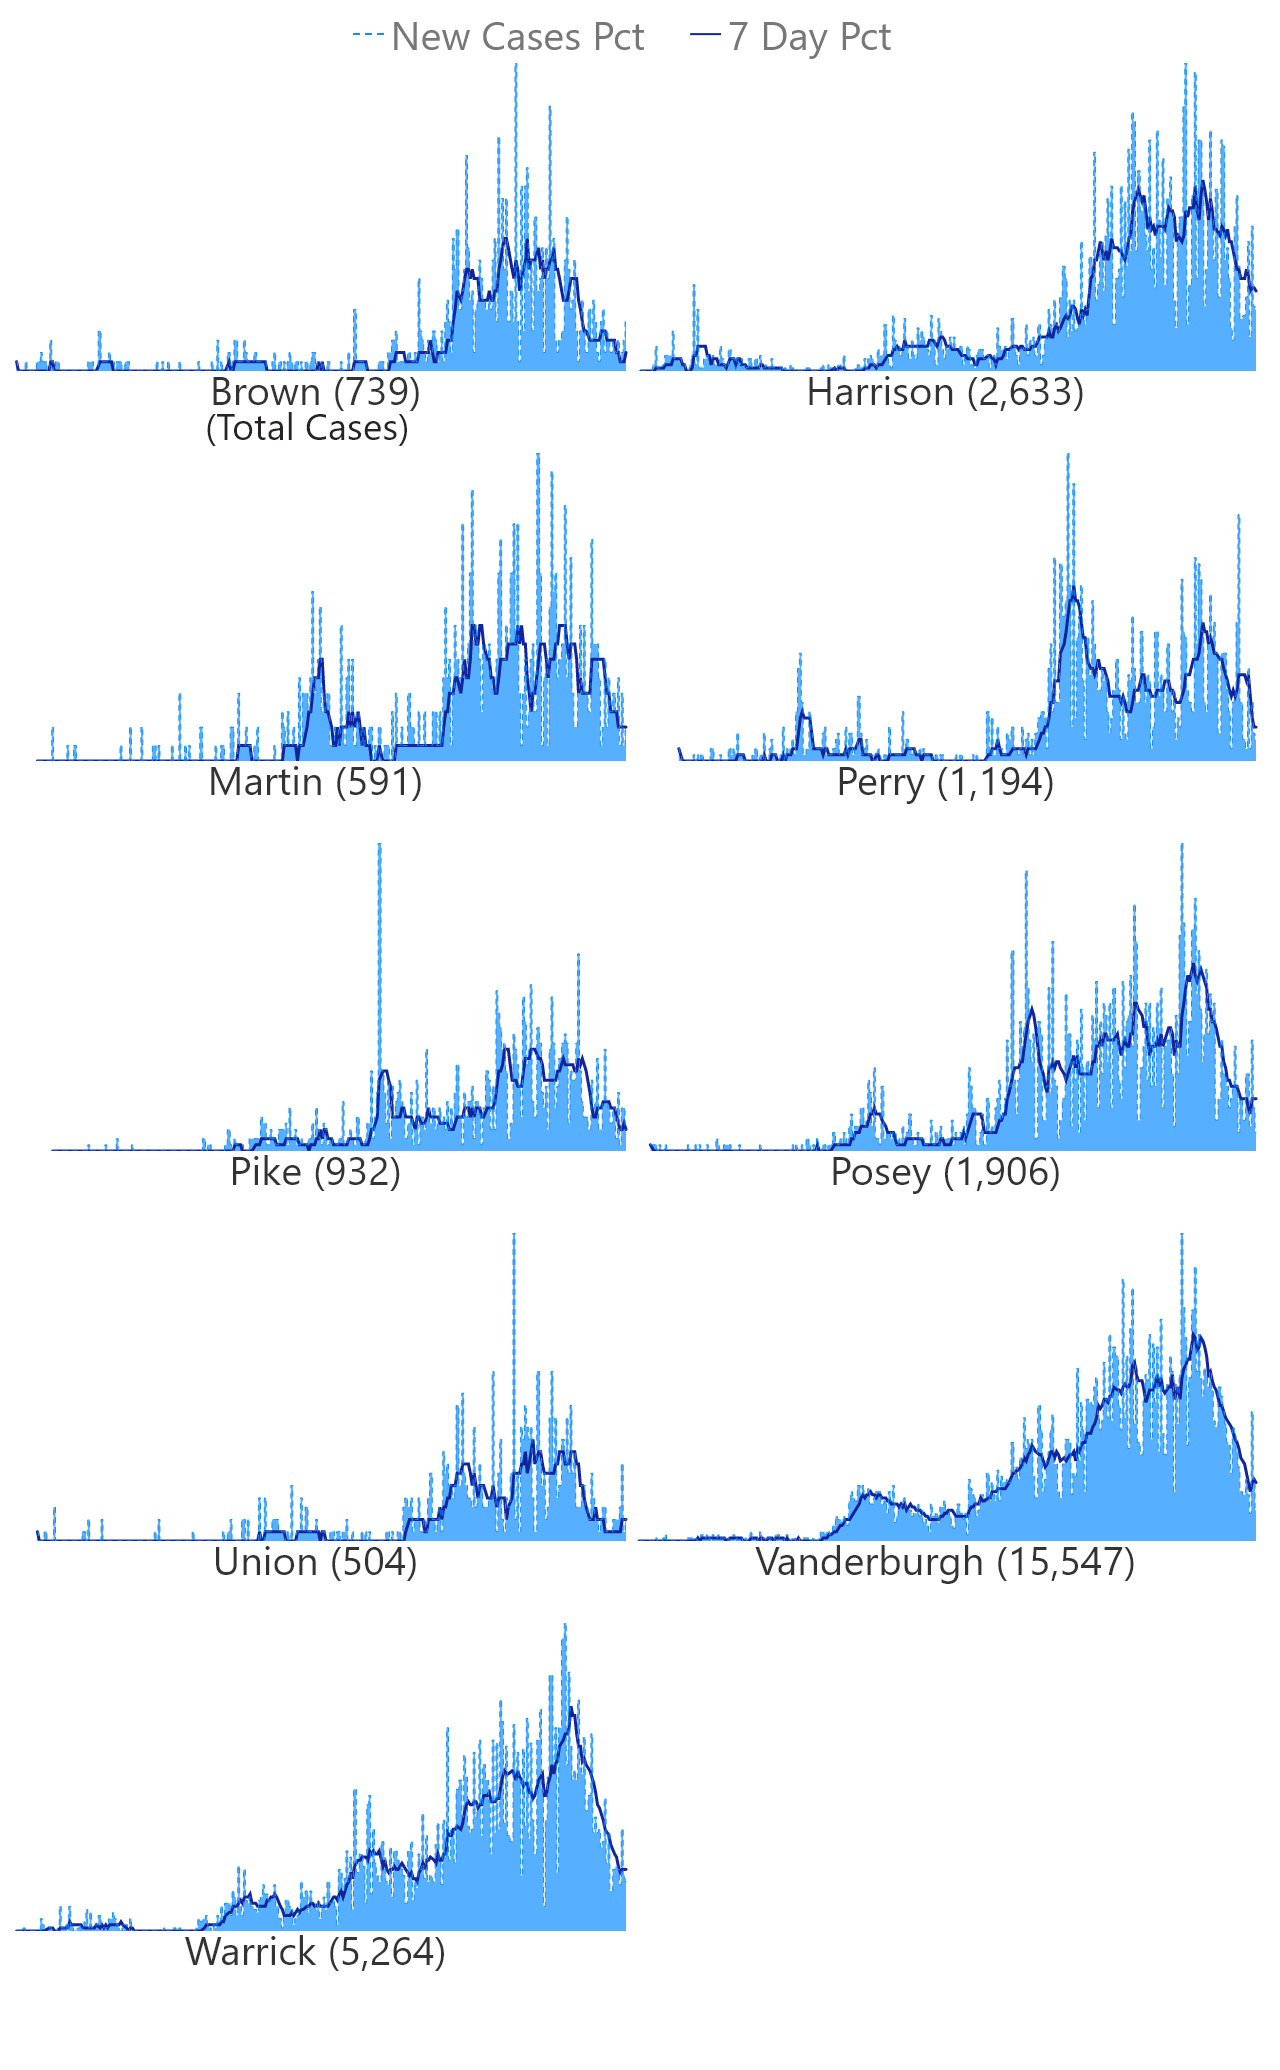 New Cases Pct 7 Day Pct
Brown (739) Harrison (2,633)
(Total Cases)
Martin (591) Perry (1,194)
Pike (932) Posey (1,906)
Union (504) Vanderburgh (15,547)
Warrick (5,264)